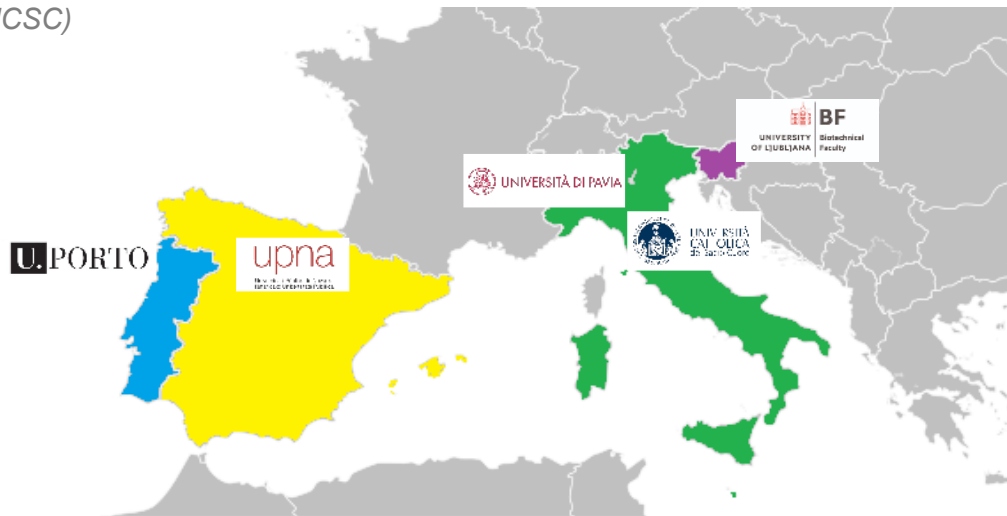 CSC)
BF
UNIVERSITY
OF LJUBLJANA
Biotechnical
Faculty
UNIVERSITÀ DI PAVIA
UNIVERSITÀ
CATTOLICA
del Sacro Cuore
U.PORTO
upna